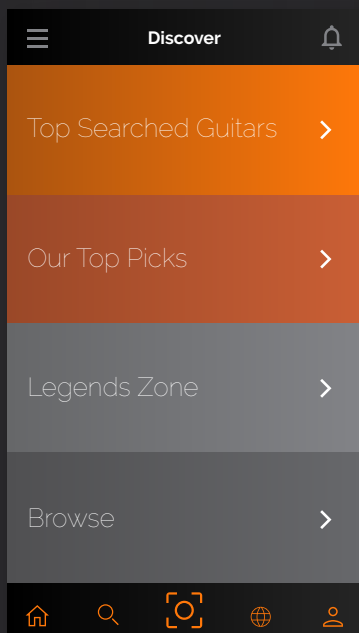 Discover
Top Searched Guitars
Our Top Picks
Legends Zone
Browse